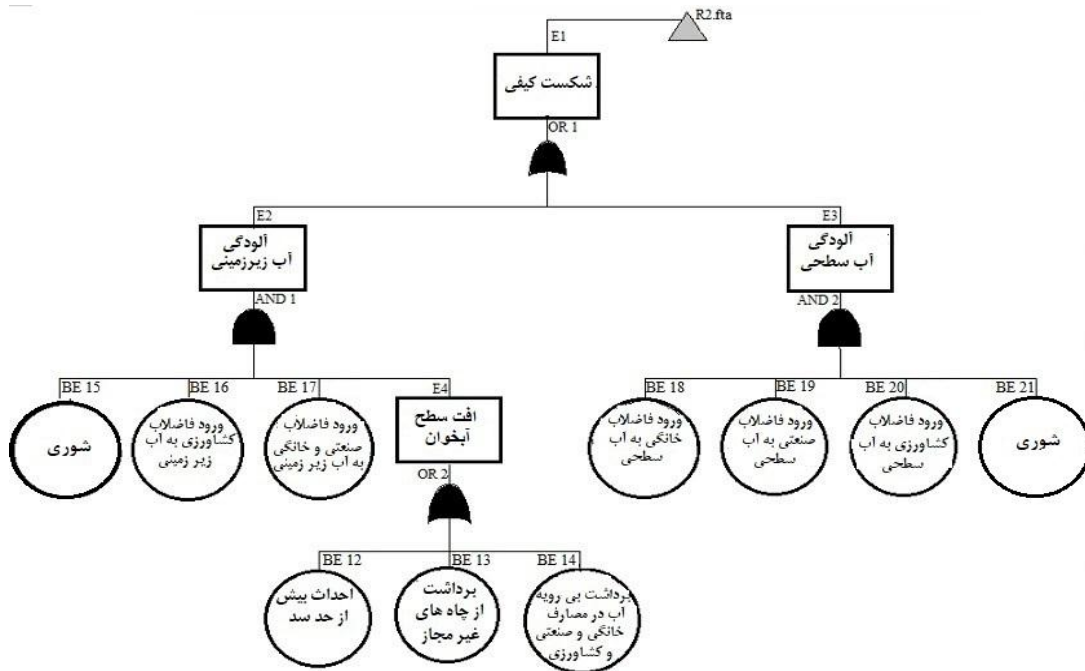 R2.fta
E1
شکست کیفی
OR 1
E2
آلودگی
آب زیرزمینی
AND 1
E3
آلودگی
آب سطحی
AND 2
BE 15
شوری
BE 16
ورود فاضلاب
کشاورزی به آب
زیر زمینی
BE 17
ورود فاضلاب
صنعتی و خانگی
به آب زیر زمینی
E4
افت سطح
آبخوان
OR 2
BE 18
ورود فاضلاب
خانگی به آب
سطحی
BE 19
ورود فاضلاب
صنعتی به آب
سطحی
BE 20
ورود فاضلاب
کشاورزی به آب
سطحی
BE 21
شوری
BE 12
احداث بیش
از حد سد
BE 13
برداشت
از چاه های
غیر مجاز
BE 14
برداشت بی رویه
آب در مصارف
خانگی و صنعتی
و کشاورزی